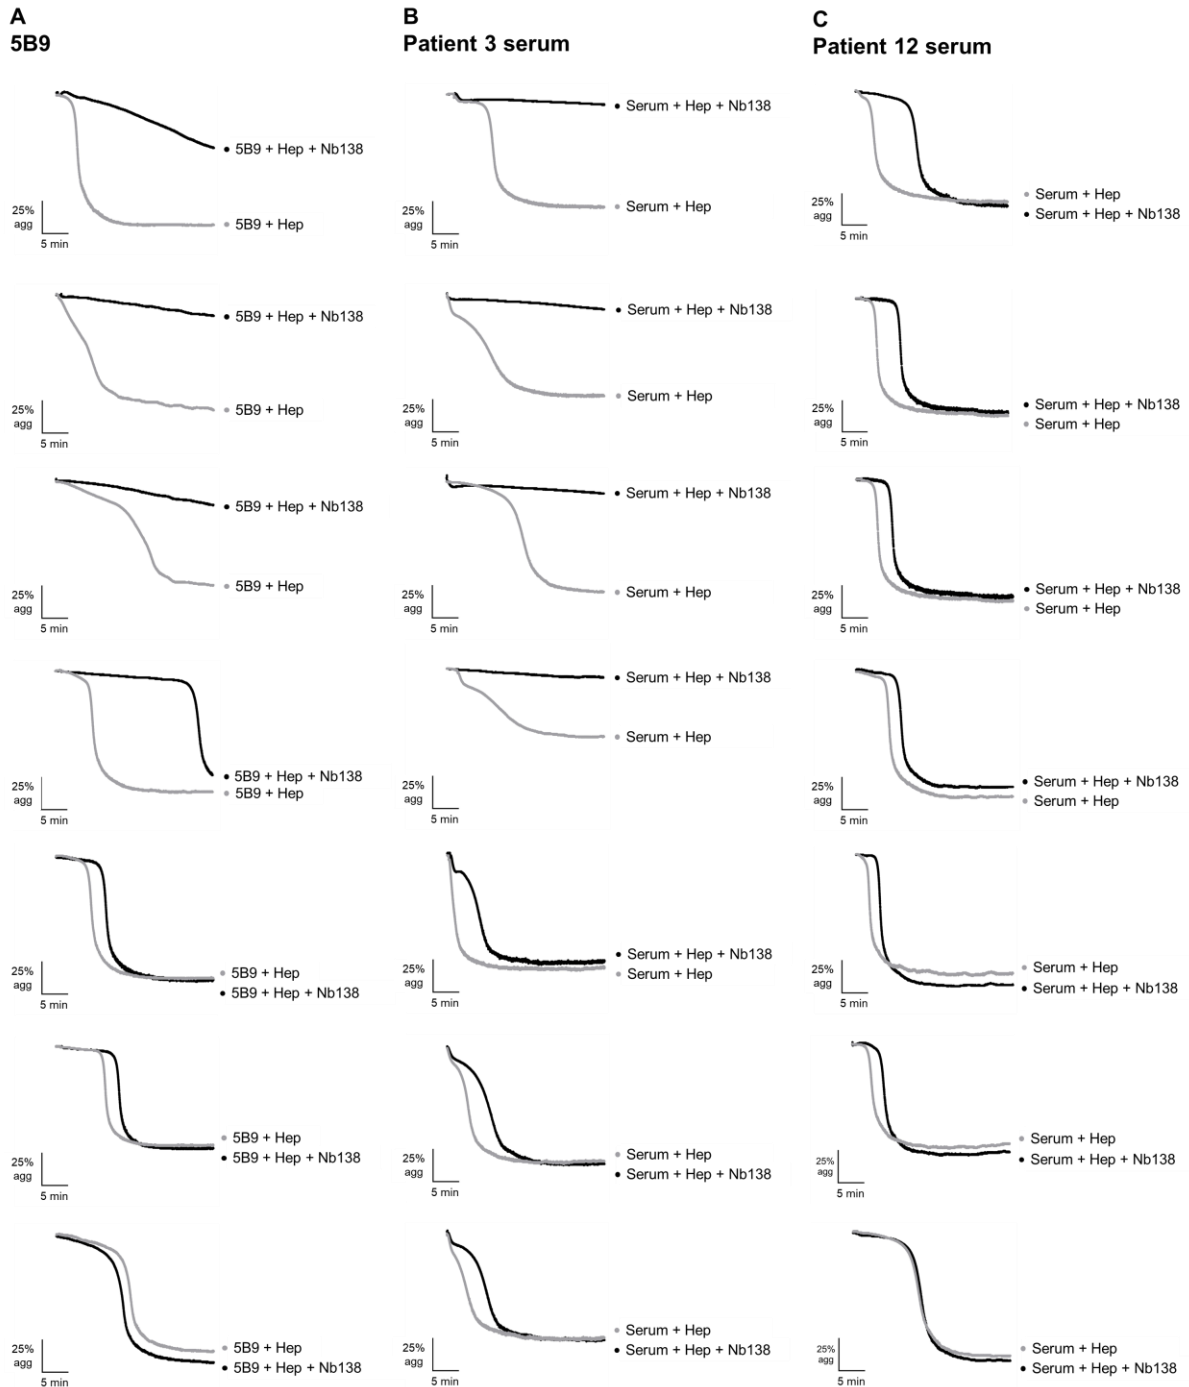 A
5B9
B
Patient 3 serum
C
Patient 12 serum
5B9 + Hep + Nb138
5B9 + Hep
25%
agg
5 min
Serum + Hep + Nb138
Serum + Hep
25%
agg
5 min
Serum + Hep
Serum + Hep + Nb138
25%
agg
5 min
5B9 + Hep + Nb138
5B9 + Hep
25%
agg
5 min
Serum + Hep + Nb138
Serum + Hep
25%
agg
5 min
Serum + Hep + Nb138
Serum + Hep
25%
agg
5 min
5B9 + Hep + Nb138
5B9 + Hep
25%
agg
5 min
Serum + Hep + Nb138
Serum + Hep
25%
agg
5 min
Serum + Hep + Nb138
Serum + Hep
25%
agg
5 min
5B9 + Hep + Nb138
5B9 + Hep
25%
agg
5 min
Serum + Hep + Nb138
Serum + Hep
25%
agg
5 min
Serum + Hep + Nb138
Serum + Hep
25%
agg
5 min
5B9 + Hep
5B9 + Hep + Nb138
25%
agg
5 min
Serum + Hep + Nb138
Serum + Hep
25%
agg
5 min
Serum + Hep
Serum + Hep + Nb138
25%
agg
5 min
5B9 + Hep
5B9 + Hep + Nb138
25%
agg
5 min
Serum + Hep
Serum + Hep + Nb138
25%
agg
5 min
Serum + Hep
Serum + Hep + Nb138
25%
agg
5 min
5B9 + Hep
5B9 + Hep + Nb138
25%
agg
5 min
Serum + Hep
Serum + Hep + Nb138
25%
agg
5 min
Serum + Hep
Serum + Hep + Nb138
25%
agg
5 min